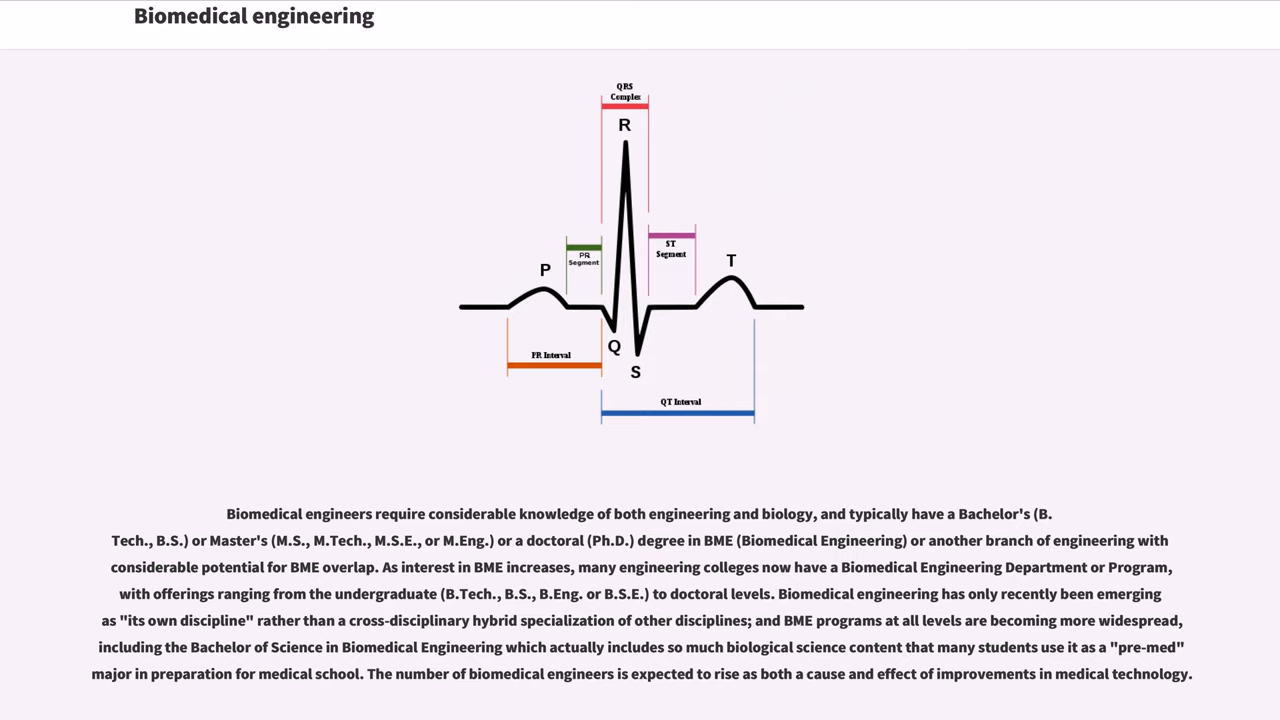 Biomedical engineering
QRS
Complex
R
PR
Segment
ST
Segment
P
T
Q
S
PR Interval
QT Interval
Biomedical engineers require considerable knowledge of both engineering and biology, and typically have a Bachelor's (B.
Tech., B.S.) or Master's (M.S., M.Tech., M.S.E., or M.Eng.) or a doctoral (Ph.D.) degree in BME (Biomedical Engineering) or another branch of engineering with
considerable potential for BME overlap. As interest in BME increases, many engineering colleges now have a Biomedical Engineering Department or Program,
with offerings ranging from the undergraduate (B.Tech., B.S., B.Eng. or B.S.E.) to doctoral levels. Biomedical engineering has only recently been emerging
as "its own discipline" rather than a cross-disciplinary hybrid specialization of other disciplines; and BME programs at all levels are becoming more widespread,
including the Bachelor of Science in Biomedical Engineering which actually includes so much biological science content that many students use it as a "pre-med"
major in preparation for medical school. The number of biomedical engineers is expected to rise as both a cause and effect of improvements in medical technology.